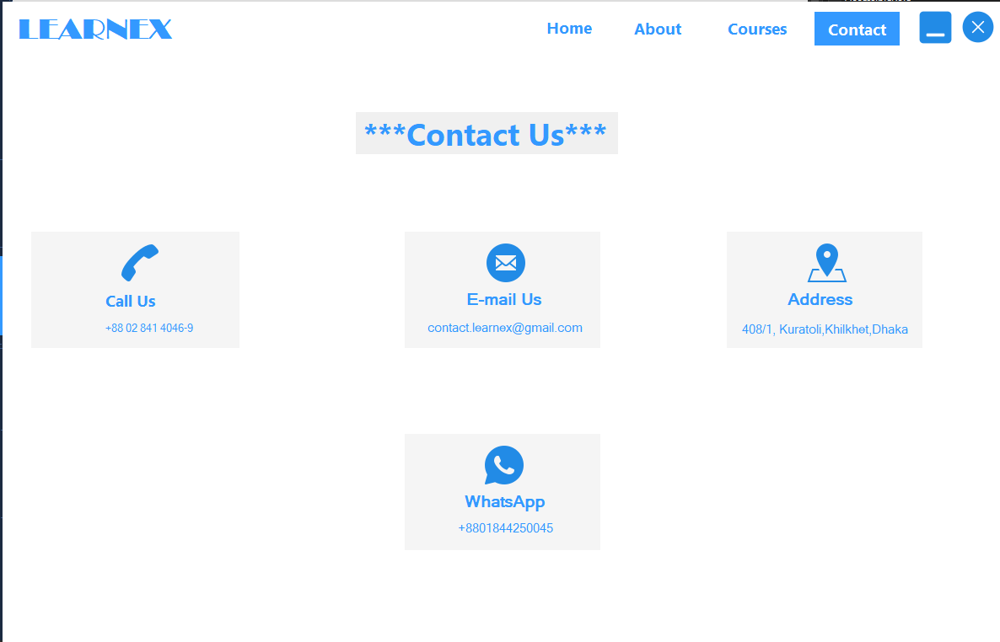 LEARNEX
Home About Courses Contact
***Contact Us***
Call Us
+88 02 841 4046-9
E-mail Us
contact.learnex@gmail.com
Address
408/1, Kuratoli,Khilkhet,Dhaka
WhatsApp
+8801844250045